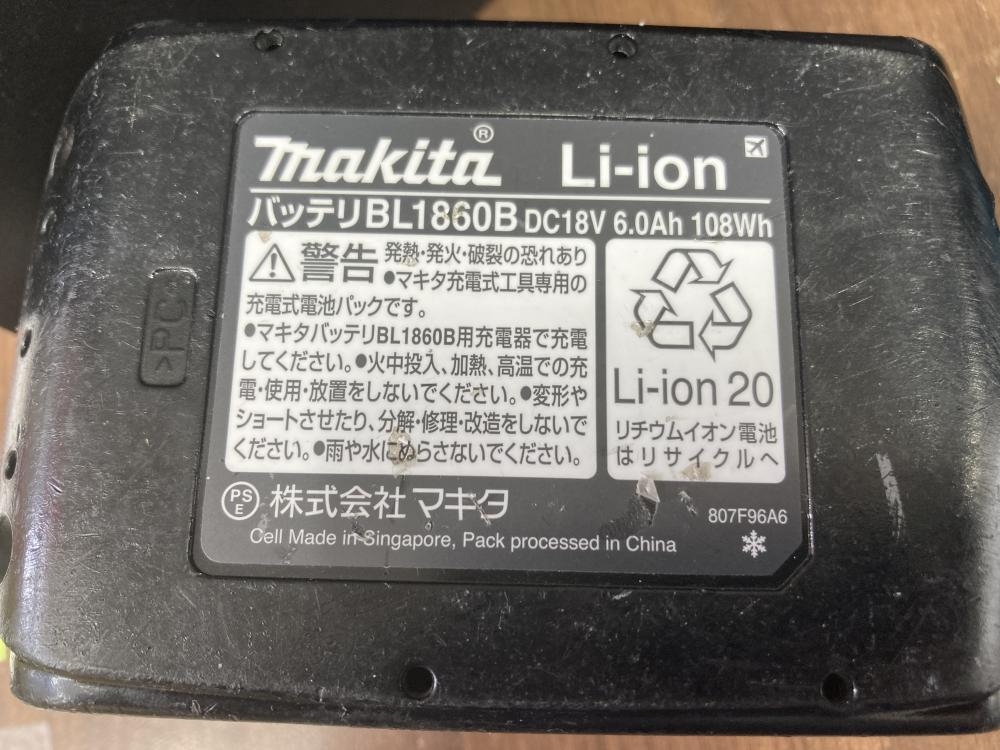 makita® Li-ion
バッテリBL1860B DC18V 6.0Ah 108Wh
警告 発熱・発火・破裂の恐れあり
●マキタ充電式工具専用の
充電式電池パックです。
●マキタバッテリBL1860B用充電器で充電
してください。●火中投入、加熱、高温での充
電・使用・放置をしないでください。●変形や
ショートさせたり、分解・修理・改造をしないで
ください。●雨や水にぬらさないでください。
Li-ion 20
リチウムイオン電池
はリサイクルへ
PSE 株式会社 マキタ
807F96A6
Cell Made in Singapore, Pack processed in China
>PC<